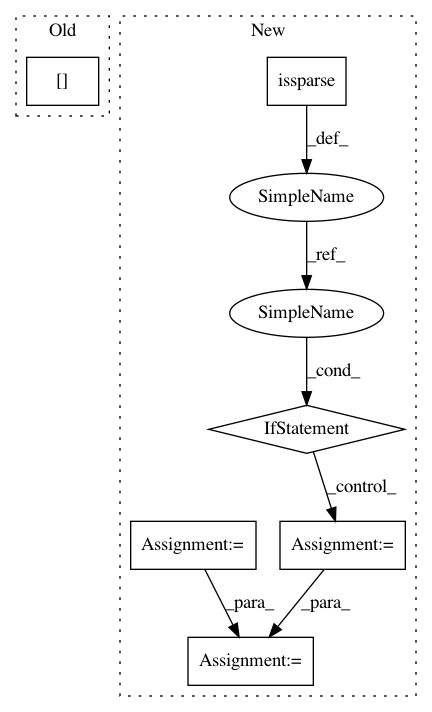 Old
New
[]
issparse
_def_
SimpleName
_ref_
SimpleName
_cond_
IfStatement
_control_
Assignment:=
Assignment:=
_para_
_para_
Assignment:=